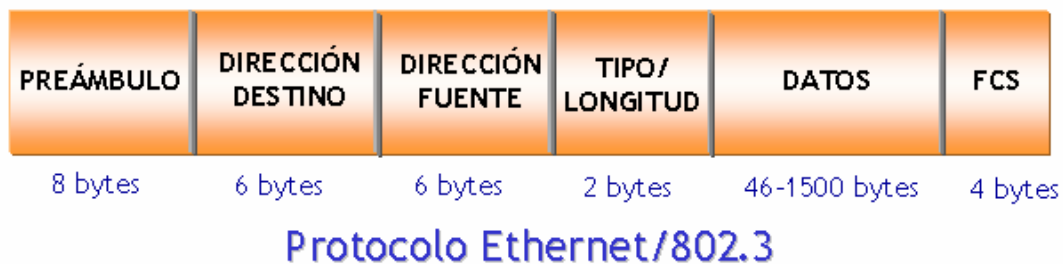 PREÁMBULO
DIRECCIÓN
DESTINO
DIRECCIÓN
FUENTE
TIPO/
LONGITUD
DATOS
FCS
8 bytes
6 bytes
6 bytes
2 bytes
46-1500 bytes
4 bytes
Protocolo Ethernet/802.3